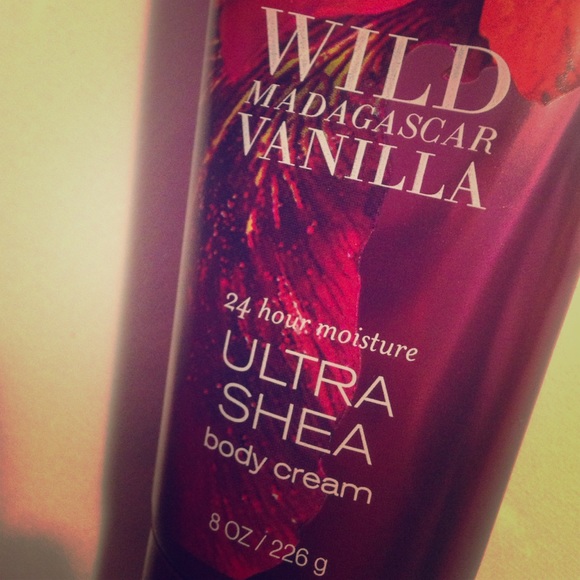 WILD
MADAGASCAR
VANILLA
24 hour moisture
ULTRA
SHEA
body cream
8 OZ / 226 g